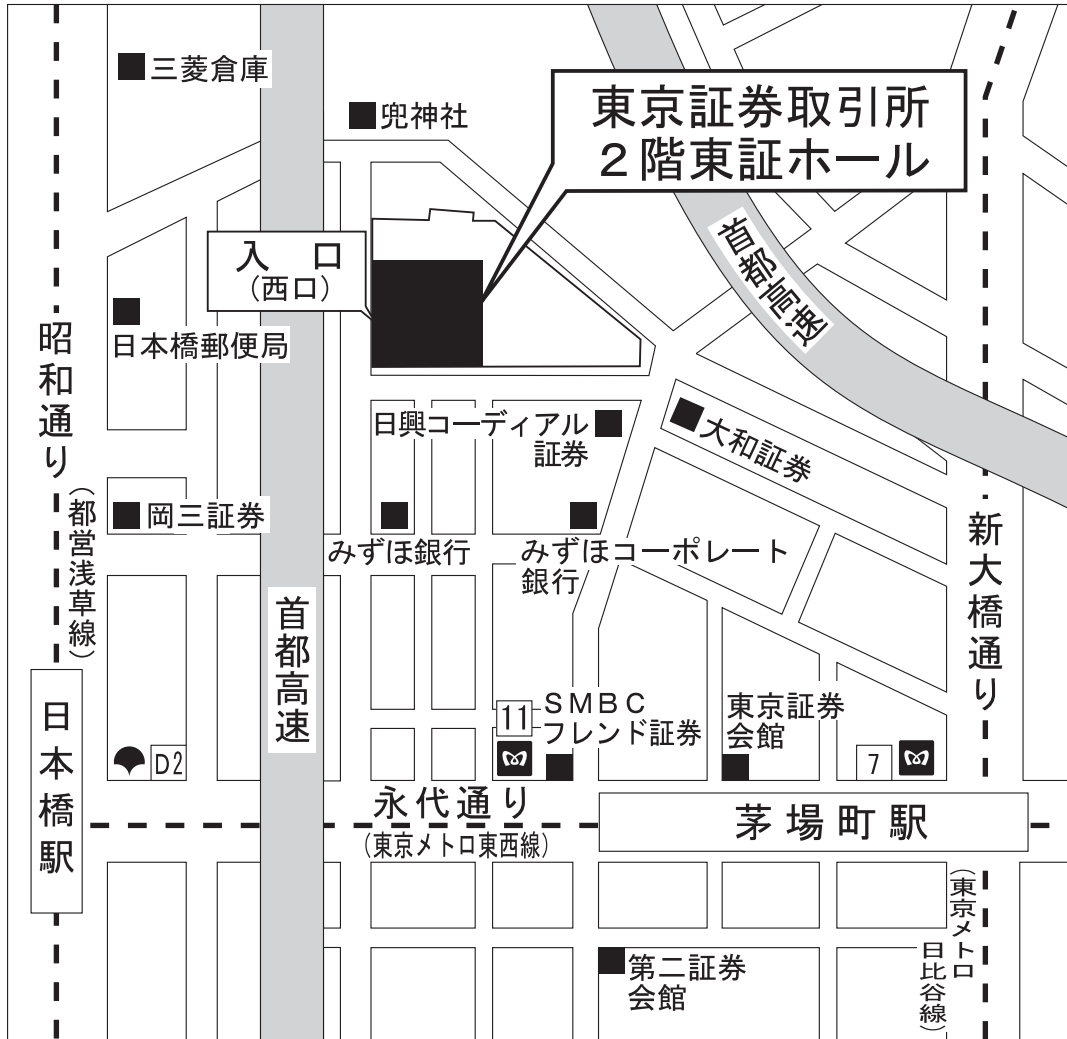 三菱倉庫
兜神社
東京証券取引所
２階東証ホール
入　口
(西口)
首都高速
日本橋郵便局
昭和通り
(都営浅草線)
日興コーディアル
証券
大和証券
岡三証券
みずほ銀行
みずほコーポレート
銀行
新大橋通り
首都高速
日本橋駅
D2
11
ＳＭＢＣ
フレンド証券
東京証券
会館
7
永代通り
(東京メトロ東西線)
茅場町駅
(東京メトロ
日比谷線)
第二証券
会館